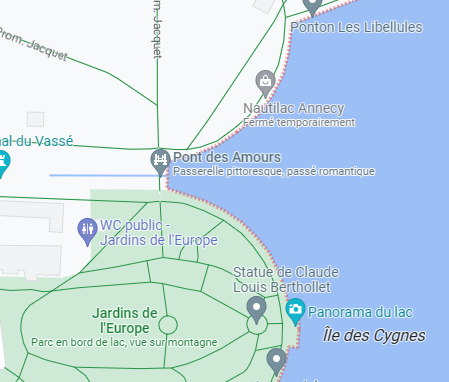 Ponton Les Libellules
Prom. Jacquet
Jacquet
Nautilac Annecy
Fermé temporairement
du Vassé
Pont des Amours
Passerelle pittoresque, passé romantique
WC public -
Jardins de l'Europe
Statue de Claude
Louis Berthollet
Jardins de
l'Europe
Parc en bord de lac, vue sur montagne
Panorama du lac
Île des Cygnes